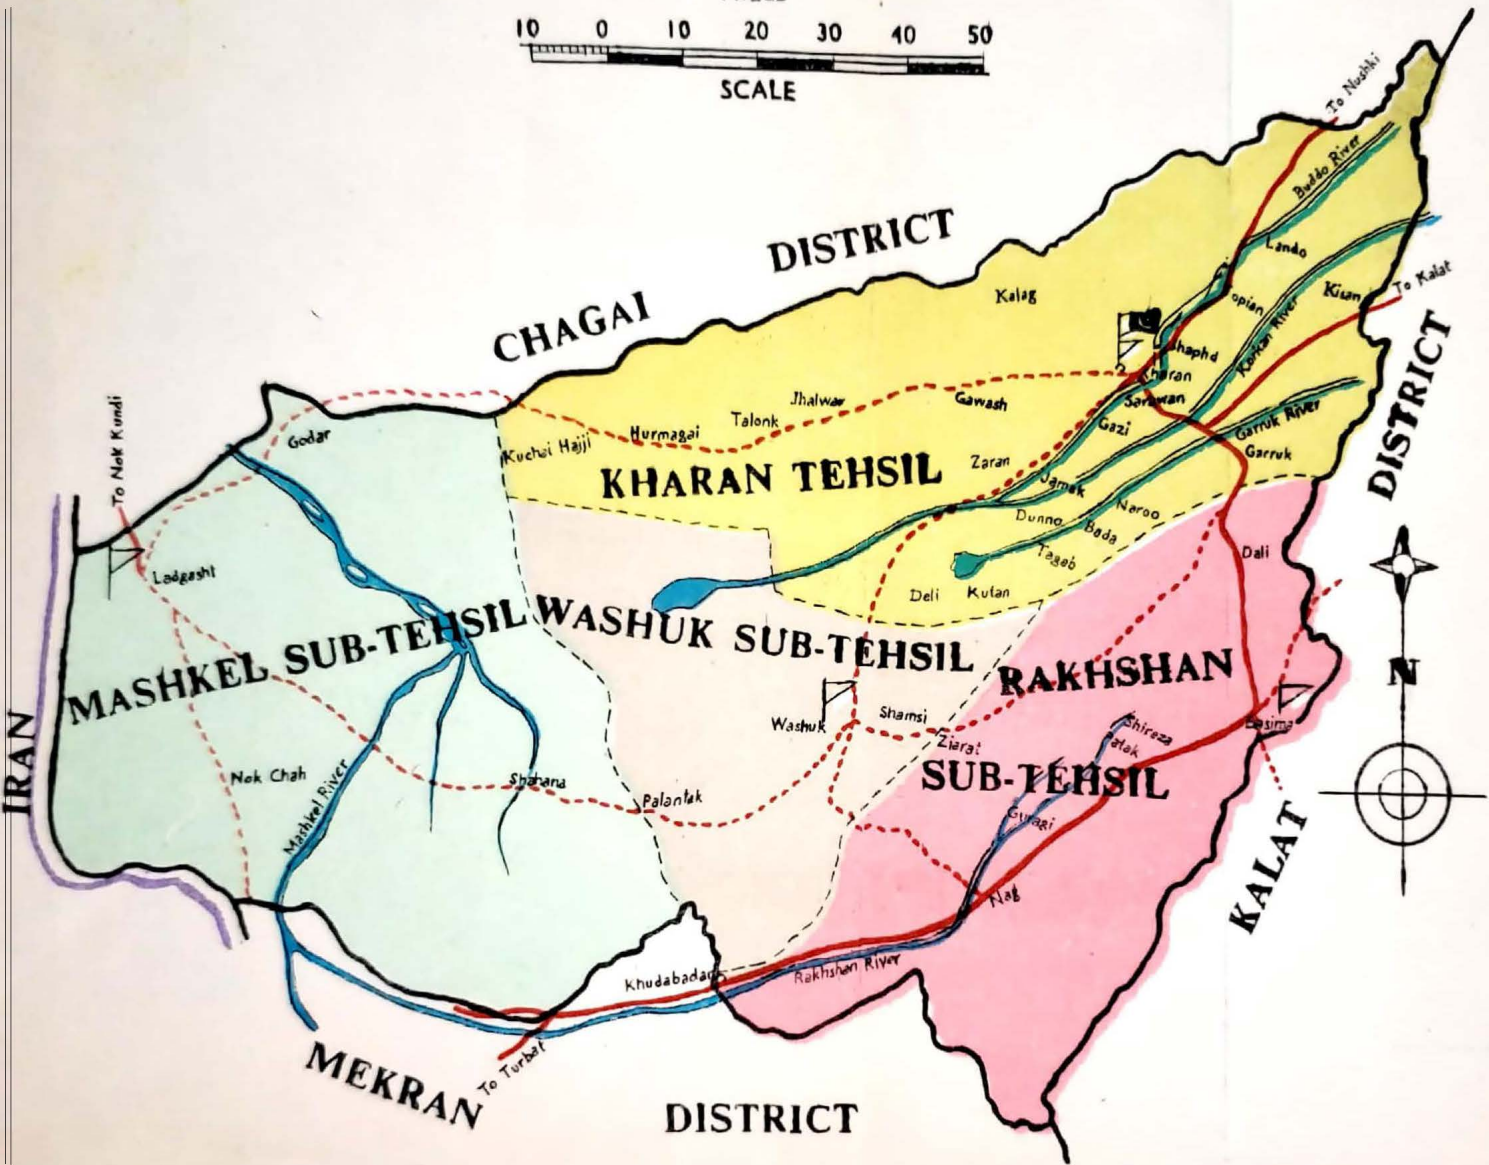 10 0 10 20 30 40 50
SCALE
To Nushki
Buddo River
DISTRICT
CHAGAI
Lando
Kalag
Kisan
To Kalat
Korkan River
Kharan
Sarawan
Jhalwar
Gawash
Talonk
Hurmagai
Kuchai Hajji
Gazi
Garruk River
Garruk
Godar
To Nok Kundi
DISTRICT
KHARAN TEHSIL
Zaran
Jamak
Naroo
Dunno
Bada
Tagab
Deli
Kutan
Dali
Ladgasht
MASHKEL SUB-TEHSIL
WASHUK SUB-TEHSIL
RAKHSHAN
SUB-TEHSIL
N
Washuk
Shamsi
Ziarat
Shireza
Basima
IRAN
Nok Chah
Mashkel River
Shahana
Palantak
Guragi
Nag
KALAT
Khudabadan
Rakhshan River
To Turbat
MEKRAN
DISTRICT